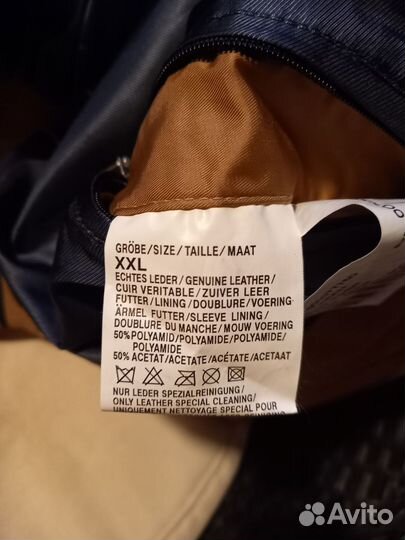 GRÖBE/SIZE/TAILLE/MAAT
XXL
ECHTES LEDER/GENUINE LEATHER/
CUIR VERITABLE/ZUIVER LEER
FUTTER/LINING/DOUBLURE/VOERING
ÄRMEL FUTTER/SLEEVE LINING/
DOUBLURE DU MANCHE/MOUW VOERING
50% POLYAMID/POLYAMIDE/POLYAMIDE/
POLYAMIDE
50% ACETAT/ACETATE/ACÉTATE/ACETAAT
NUR LEDER SPEZIALREINIGUNG/
ONLY LEATHER SPECIAL CLEANING/
UNIQUEMENT NETTOYAGE SPECIAL POUR
Avito